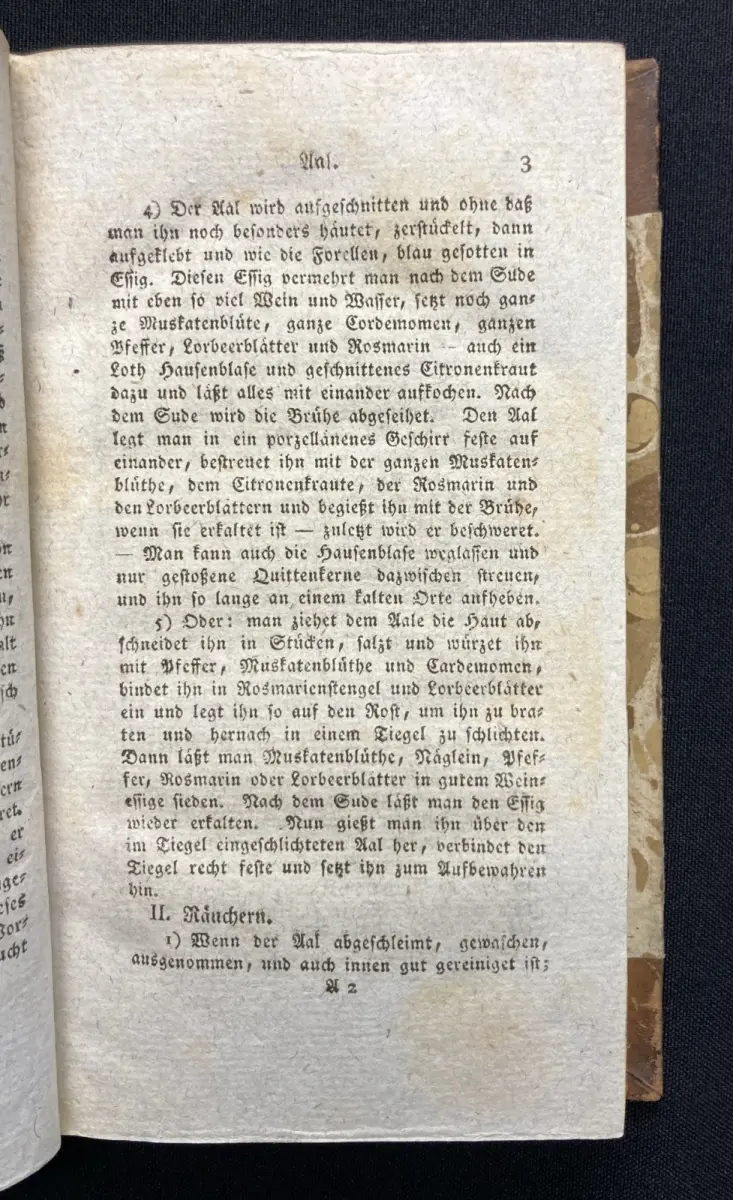 Aal. 3
4) Der Aal wird aufgeschnitten und ohne daß
man ihn noch besonders häutet, zerstückelt, dann
aufgeklebt und wie die Forellen, blau gesotten in
Essig. Diesen Essig vermehrt man nach dem Sude
mit eben so viel Wein und Wasser, setzt noch gan⸗
ze Muskatenblüte, ganze Cordemomen, ganzen
Pfeffer, Lorbeerblätter und Rosmarin — auch ein
Loth Hausenblase und geschnittenes Citronenkraut
dazu und läßt alles mit einander aufkochen. Nach
dem Sude wird die Brühe abgeseihet. Den Aal
legt man in ein porzellänenes Geschirr feste auf
einander, bestreuet ihn mit der ganzen Muskaten⸗
blüthe, dem Citronenkraute, der Rosmarin und
den Lorbeerblättern und begießt ihn mit der Brühe,
wenn sie erkaltet ist — zuletzt wird er beschweret.
— Man kann auch die Hausenblase weglassen und
nur gestoßene Quittenkerne dazwischen streuen,
und ihn so lange an einem kalten Orte aufheben.
5) Oder: man ziehet dem Aale die Haut ab,
schneidet ihn in Stücken, salzt und würzet ihn
mit Pfeffer, Muskatenblüthe und Cardemomen,
bindet ihn in Rosmarienstengel und Lorbeerblätter
ein und legt ihn so auf den Rost, um ihn zu bra⸗
ten und hernach in einem Tiegel zu schlichten.
Dann läßt man Muskatenblüthe, Näglein, Pfef⸗
fer, Rosmarin oder Lorbeerblätter in gutem Wein⸗
essige sieden. Nach dem Sude läßt man den Essig
wieder erkalten. Nun gießt man ihn über den
im Tiegel eingeschlichteten Aal her, verbindet den
Tiegel recht feste und setzt ihn zum Aufbewahren
hin.
II. Räuchern.
1) Wenn der Aal abgeschleimt, gewaschen,
ausgenommen, und auch innen gut gereiniget ist;
A 2